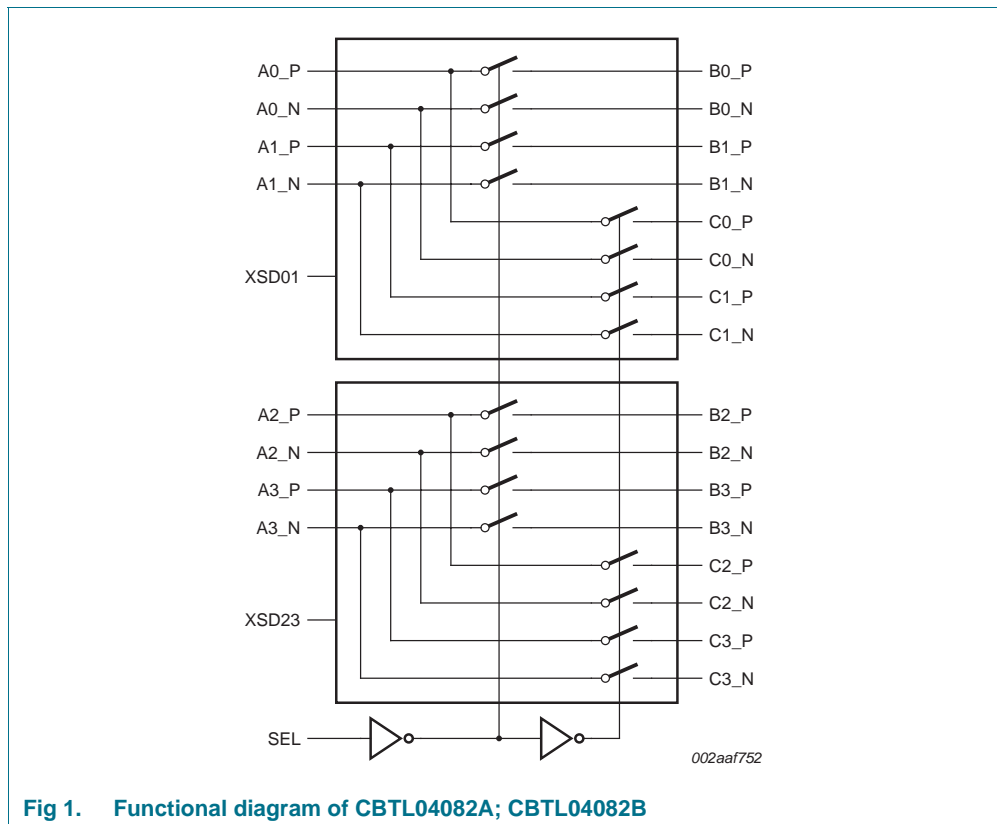 A0_P B0_P
A0_N B0_N
A1_P B1_P
A1_N B1_N
C0_P
C0_N
XSD01
C1_P
C1_N
A2_P B2_P
A2_N B2_N
A3_P B3_P
A3_N B3_N
C2_P
C2_N
XSD23
C3_P
C3_N
SEL
002aaf752
Fig 1. Functional diagram of CBTL04082A; CBTL04082B